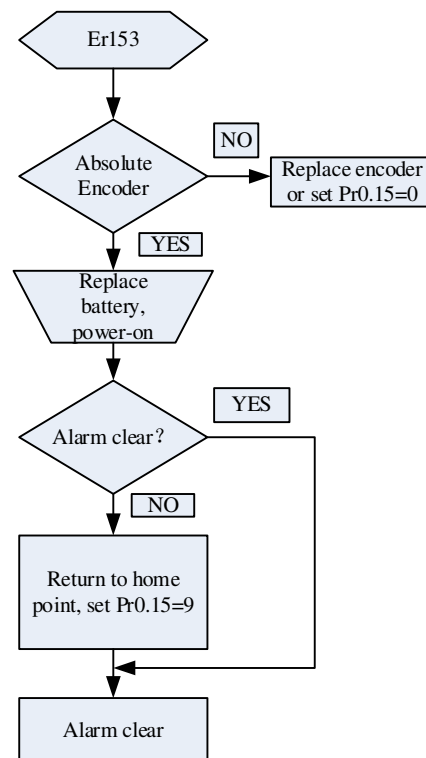 Er153
Absolute
Encoder
NO
Replace encoder
or set Pr0.15=0
YES
Replace
battery,
power-on
Alarm clear？
YES
NO
Return to home
point, set Pr0.15=9
Alarm clear